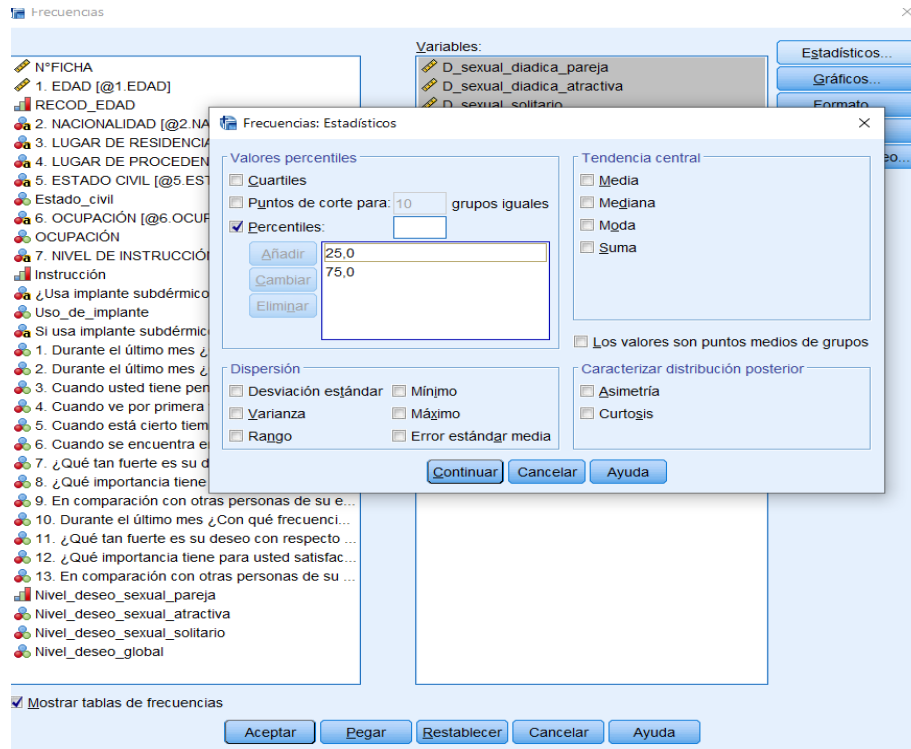 Frecuencias
Variables:
N°FICHA
1. EDAD [@1.EDAD]
RECOD_EDAD
2. NACIONALIDAD [@2.NA
3. LUGAR DE RESIDENCIA
4. LUGAR DE PROCEDEN
5. ESTADO CIVIL [@5.EST
Estado_civil
6. OCUPACIÓN [@6.OCUP
OCUPACIÓN
7. NIVEL DE INSTRUCCIÓN
Instrucción
¿Usa implante subdérmico
Uso_de_implante
Si usa implante subdérmic
1. Durante el último mes ¿
2. Durante el último mes ¿
3. Cuando usted tiene pen
4. Cuando ve por primera
5. Cuando está cierto tiem
6. Cuando se encuentra e
7. ¿Qué tan fuerte es su d
8. ¿Qué importancia tiene
9. En comparación con otras personas de su e...
10. Durante el último mes ¿Con qué frecuenci...
11. ¿Qué tan fuerte es su deseo con respecto ...
12. ¿Qué importancia tiene para usted satisfac...
13. En comparación con otras personas de su ...
Nivel_deseo_sexual_pareja
Nivel_deseo_sexual_atractiva
Nivel_deseo_sexual_solitario
Nivel_deseo_global
D_sexual_diadica_pareja
D_sexual_diadica_atractiva
D_sexual_solitario
Estadísticos...
Gráficos...
Formato...
eo...
Frecuencias: Estadísticos
Valores percentiles
Cuartiles
Puntos de corte para: 10 grupos iguales
Percentiles:
Añadir
Cambiar
Eliminar
25,0
75,0
Tendencia central
Media
Mediana
Moda
Suma
Los valores son puntos medios de grupos
Dispersión
Desviación estándar Mínimo
Varianza Máximo
Rango Error estándar media
Caracterizar distribución posterior
Asimetría
Curtosis
Continuar Cancelar Ayuda
Mostrar tablas de frecuencias
Aceptar Pegar Restablecer Cancelar Ayuda